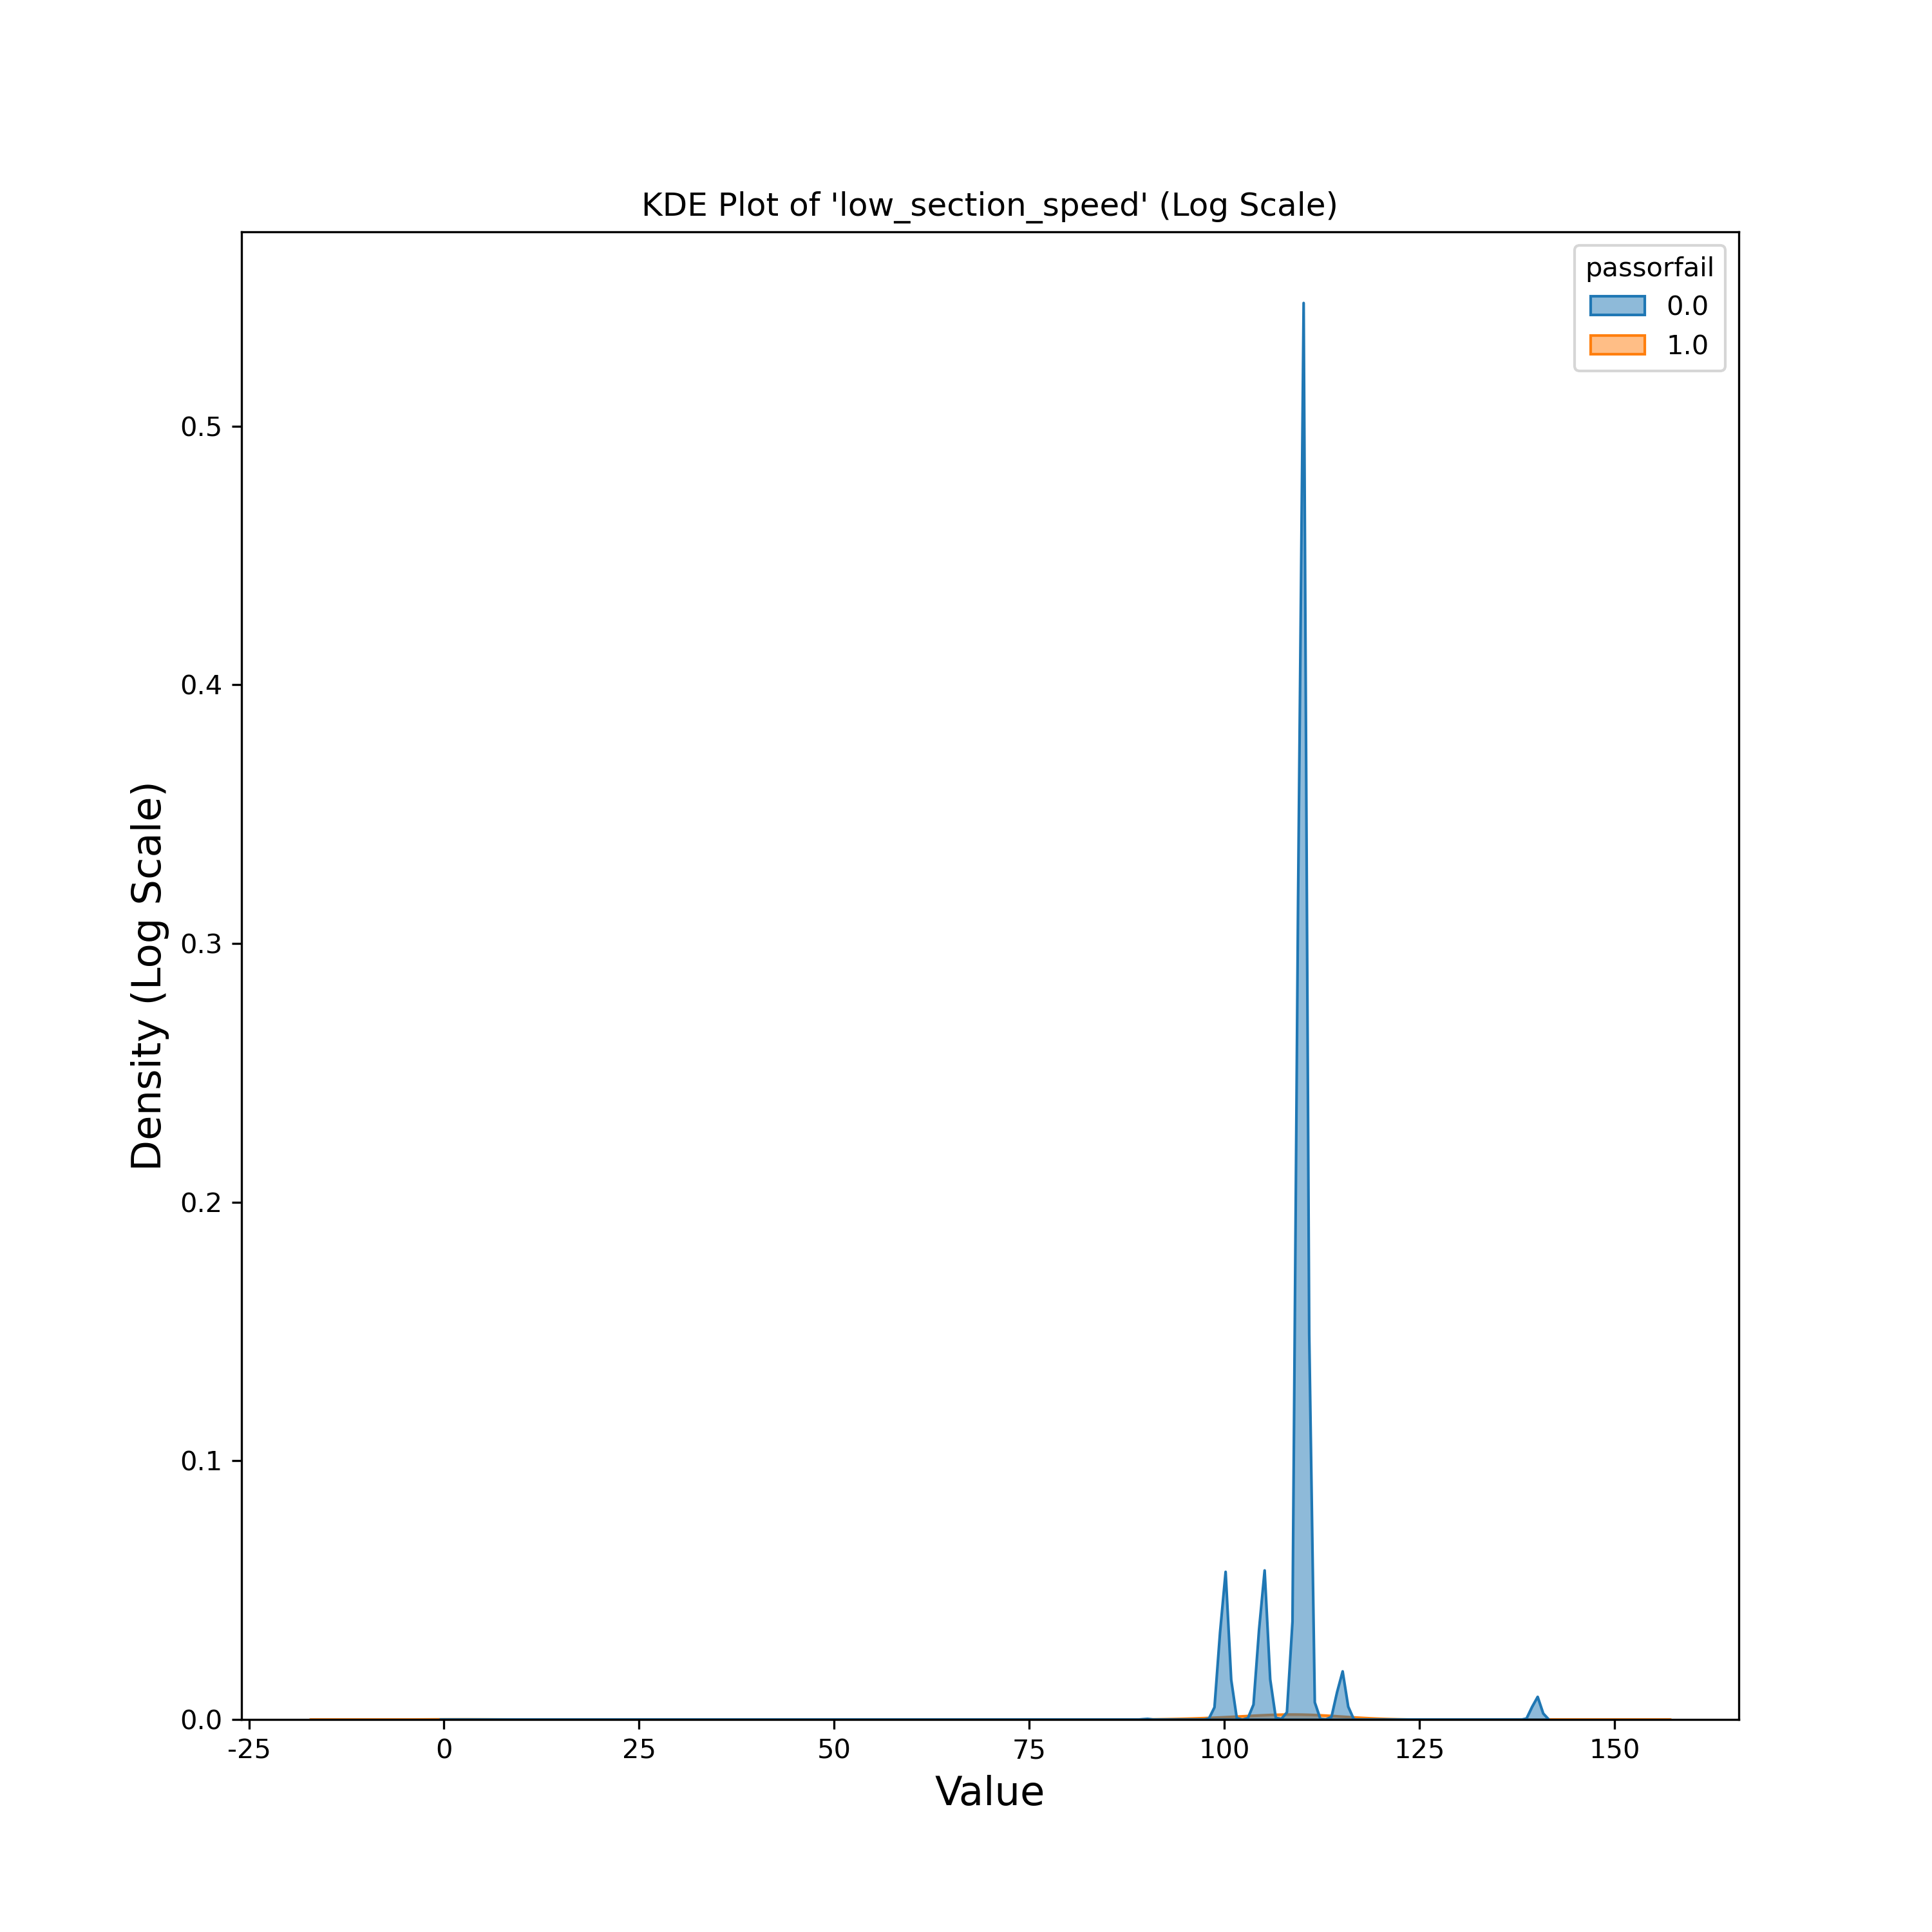 KDE Plot of 'low_section_speed' (Log Scale)
passorfail
0.0
1.0
Density (Log Scale)
0.5
0.4
0.3
0.2
0.1
0.0
-25 0 25 50 75 100 125 150
Value